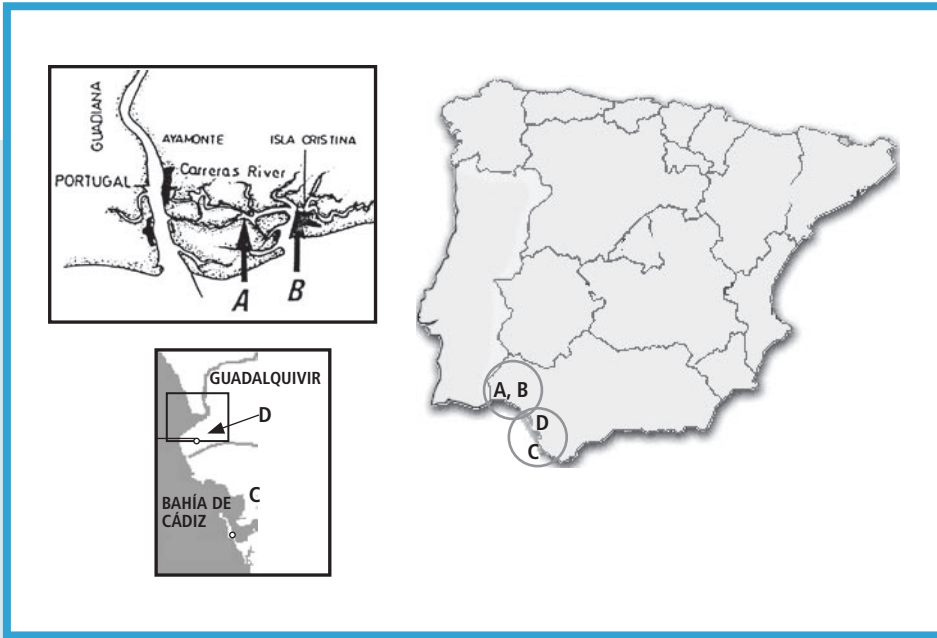 GUADIANA
AYAMONTE
ISLA CRISTINA
Carreras River
PORTUGAL
A
B
GUADALQUIVIR
D
C
BAHÍA DE
CÁDIZ
A, B
D
C